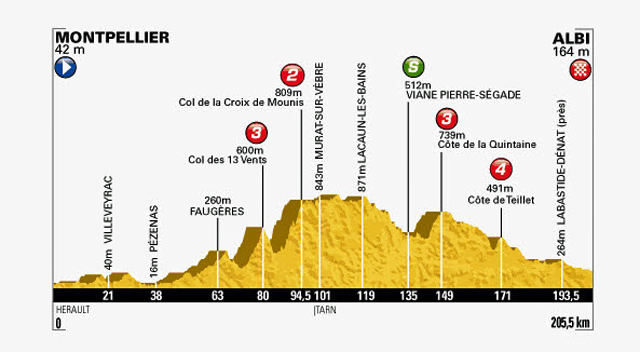 MONTPELLIER
42 m
ALBI
164 m
40m VILLEVEYRAC
16m PÉZENAS
260m
FAUGÈRES
3
600m
Col des 13 Vents
2
809m
Col de la Croix de Mounis
843m MURAT-SUR-VÈBRE
871m LACAUN-LES-BAINS
S
512m
VIANE PIERRE-SÉGADE
3
739m
Côte de la Quintaine
4
491m
Côte de Teillet
264m LABASTIDE-DÉNAT (près)
21 38 63 80 94,5 101 119 135 149 171 193,5
HERAULT |TARN
0 205,5 km